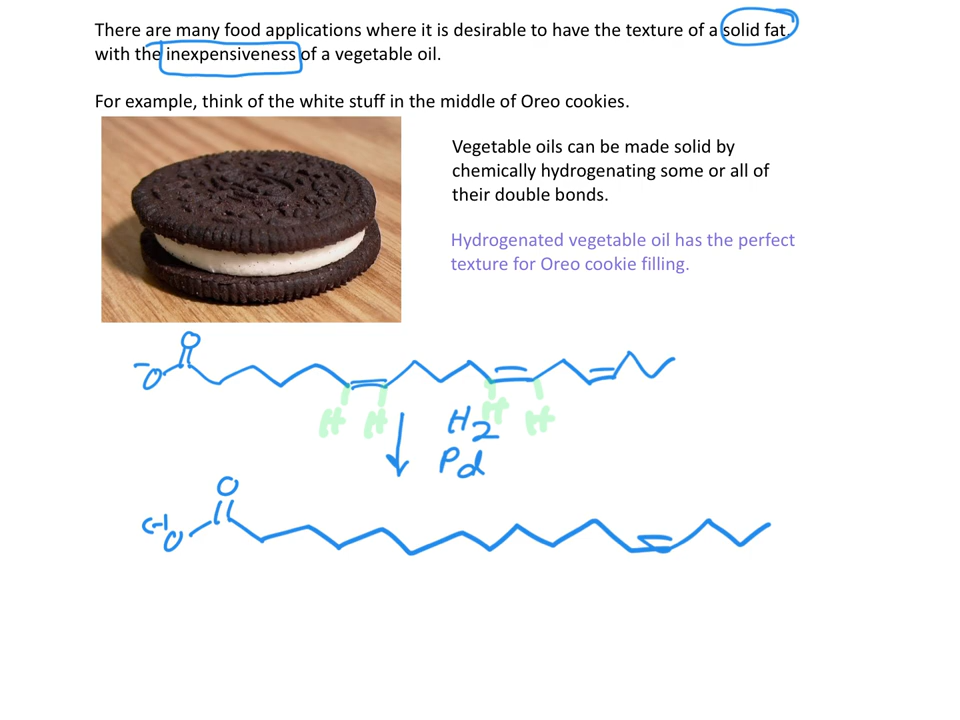 There are many food applications where it is desirable to have the texture of a solid fat,
with the inexpensiveness of a vegetable oil.
For example, think of the white stuff in the middle of Oreo cookies.
Vegetable oils can be made solid by
chemically hydrogenating some or all of
their double bonds.
Hydrogenated vegetable oil has the perfect
texture for Oreo cookie filling.
O
-O
H H H H
H2
Pd
O
(-)
O